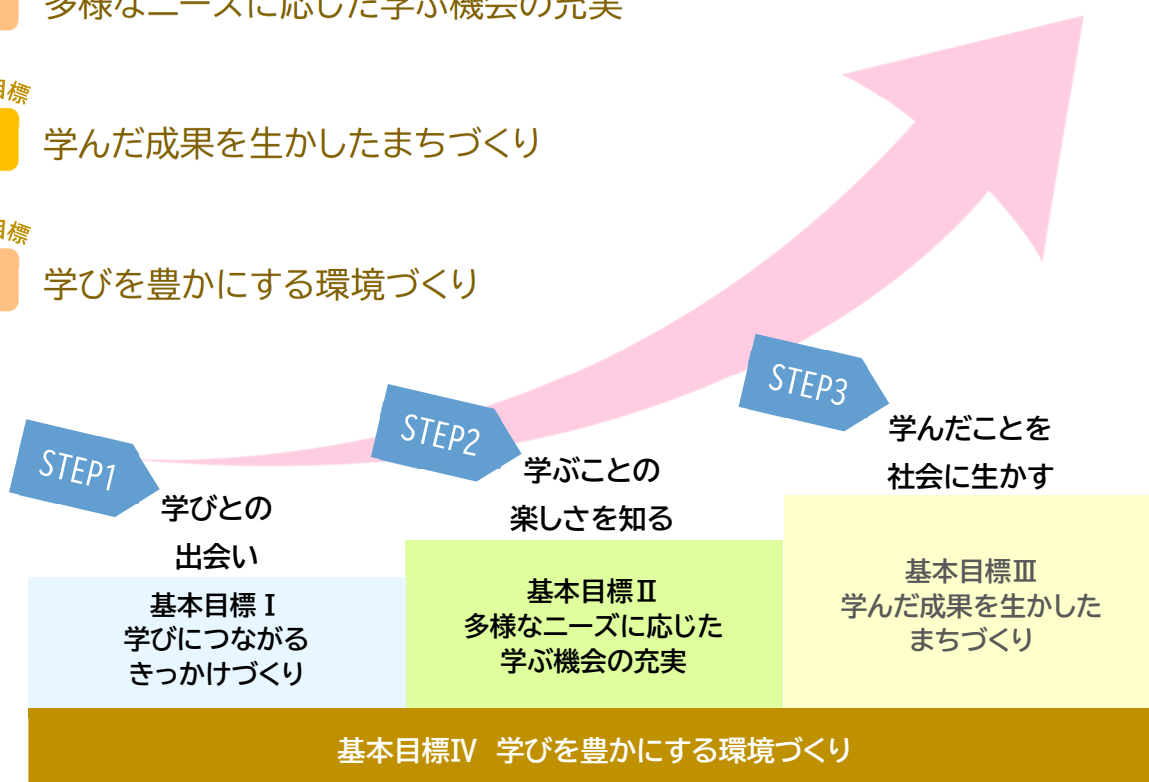 多様なニーズに応じた学ぶ機会の充実
目標
学んだ成果を生かしたまちづくり
目標
学びを豊かにする環境づくり
STEP1
学びとの
出会い
STEP2
学ぶことの
楽しさを知る
STEP3
学んだことを
社会に生かす
基本目標Ⅰ
学びにつながる
きっかけづくり
基本目標Ⅱ
多様なニーズに応じた
学ぶ機会の充実
基本目標Ⅲ
学んだ成果を生かした
まちづくり
基本目標Ⅳ 学びを豊かにする環境づくり